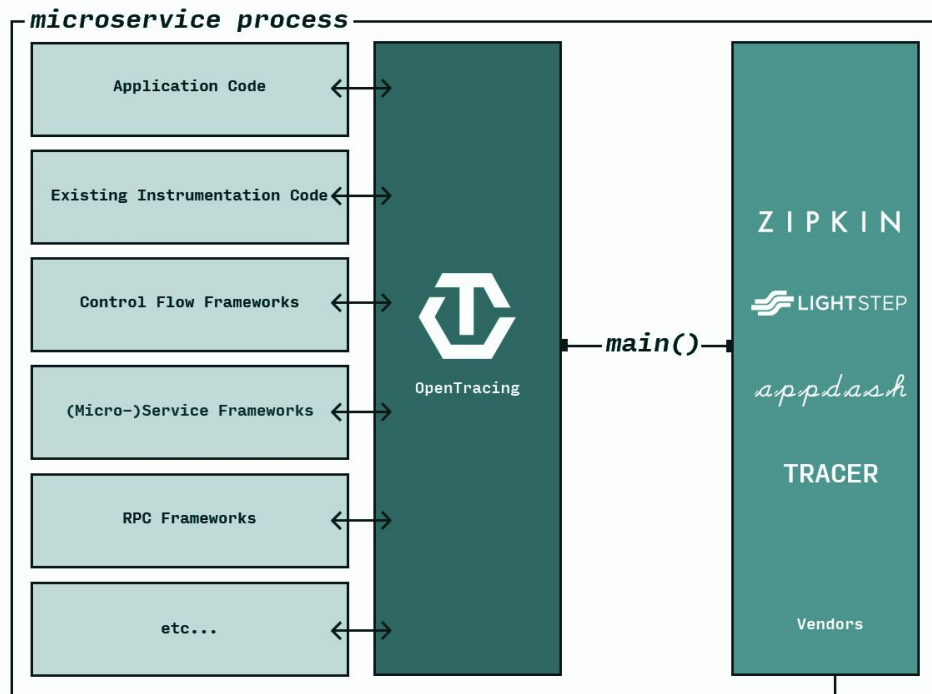 microservice process
Application Code
Existing Instrumentation Code
Control Flow Frameworks
(Micro-)Service Frameworks
RPC Frameworks
etc...
OpenTracing
main()
ZIPKIN
LIGHTSTEP
appdash
TRACER
Vendors